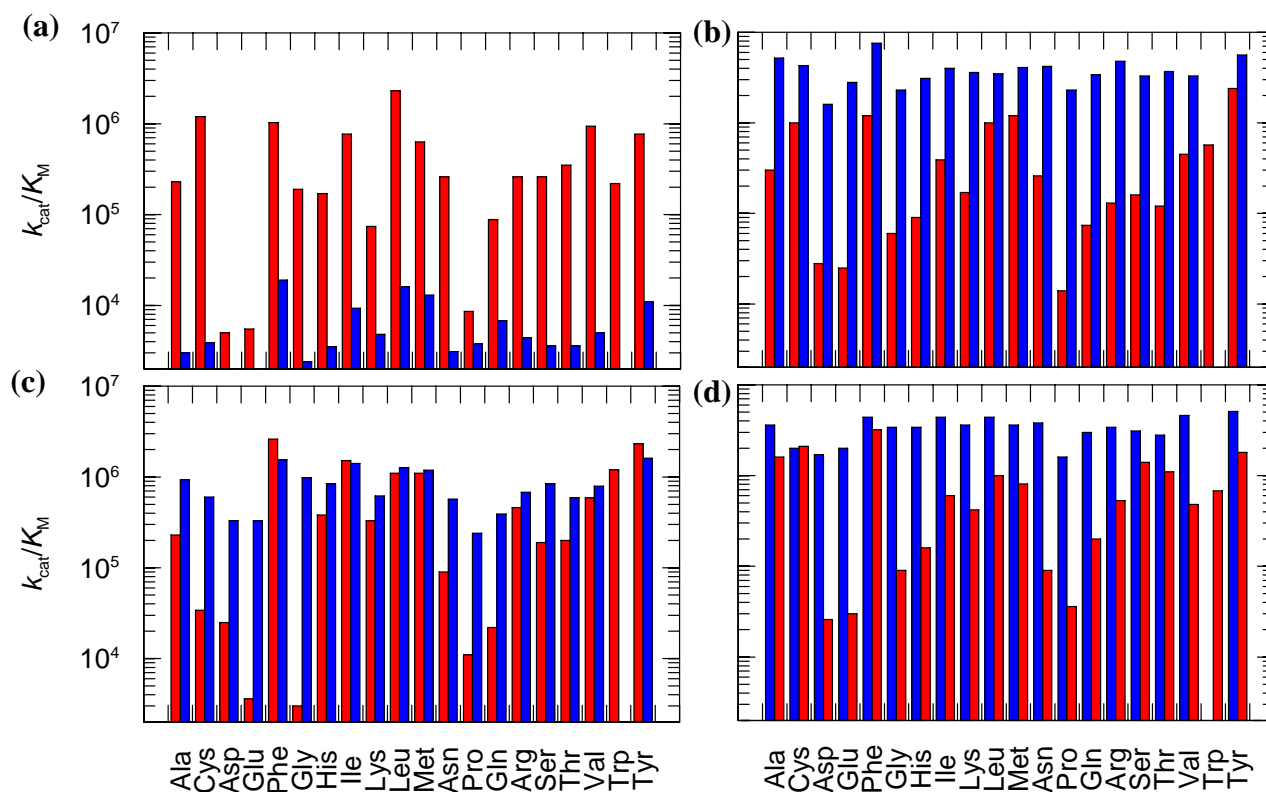 (a)
(b)
10⁷
10⁶
10⁵
10⁴
k_cat/K_M
(c)
(d)
10⁷
10⁶
10⁵
10⁴
k_cat/K_M
Ala
Cys
Asp
Glu
Phe
Gly
His
Ile
Lys
Leu
Met
Asn
Pro
Gln
Arg
Ser
Thr
Val
Trp
Tyr
Ala
Cys
Asp
Glu
Phe
Gly
His
Ile
Lys
Leu
Met
Asn
Pro
Gln
Arg
Ser
Thr
Val
Trp
Tyr